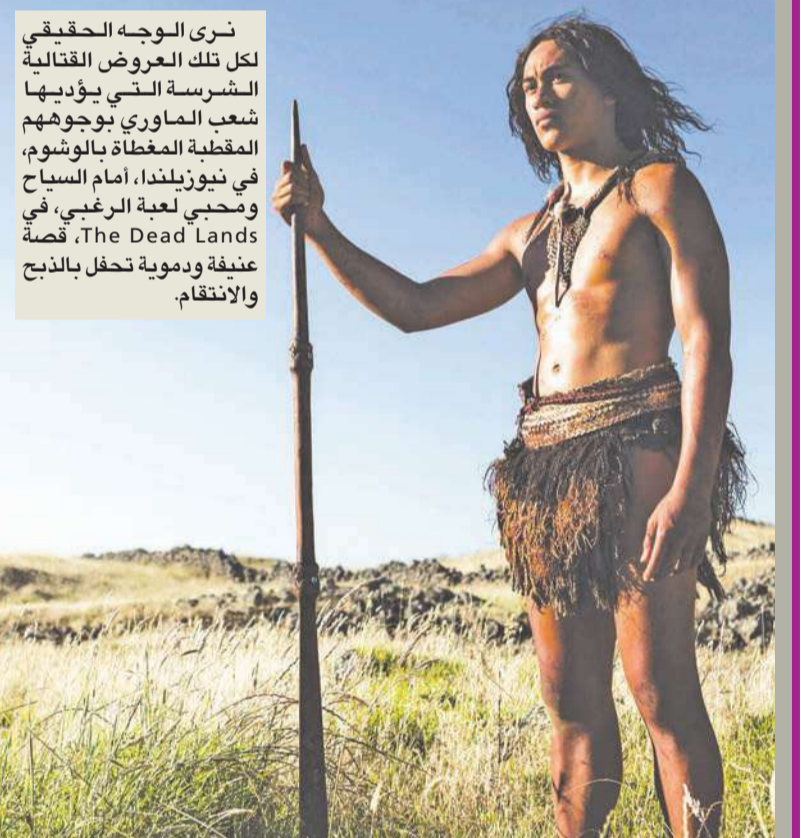 نرى الوجه الحقيقي
لكل تلك العروض القتالية
الشرسة التي يؤديها
شعب الماوري بوجوههم
المقطبة المغطاة بالوشوم،
في نيوزيلندا، أمام السياح
ومحبي لعبة الرغبي، في
The Dead Lands، قصة
عنيفة ودموية تحفل بالذبح
والانتقام.